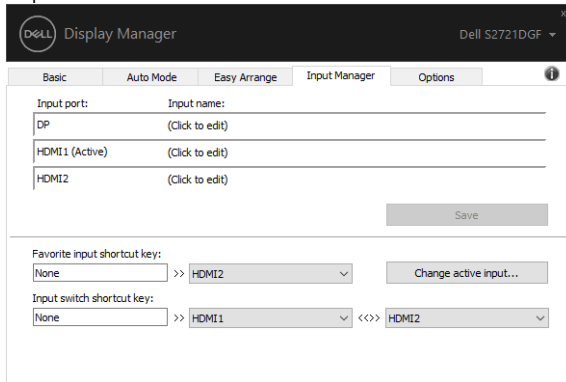 DELL Display Manager Dell S2721DGF
Basic Auto Mode Easy Arrange Input Manager Options
Input port: Input name:
DP (Click to edit)
HDMI1 (Active) (Click to edit)
HDMI2 (Click to edit)
Save
Favorite input shortcut key:
None >> HDMI2 Change active input...
Input switch shortcut key:
None >> HDMI1 <<>> HDMI2